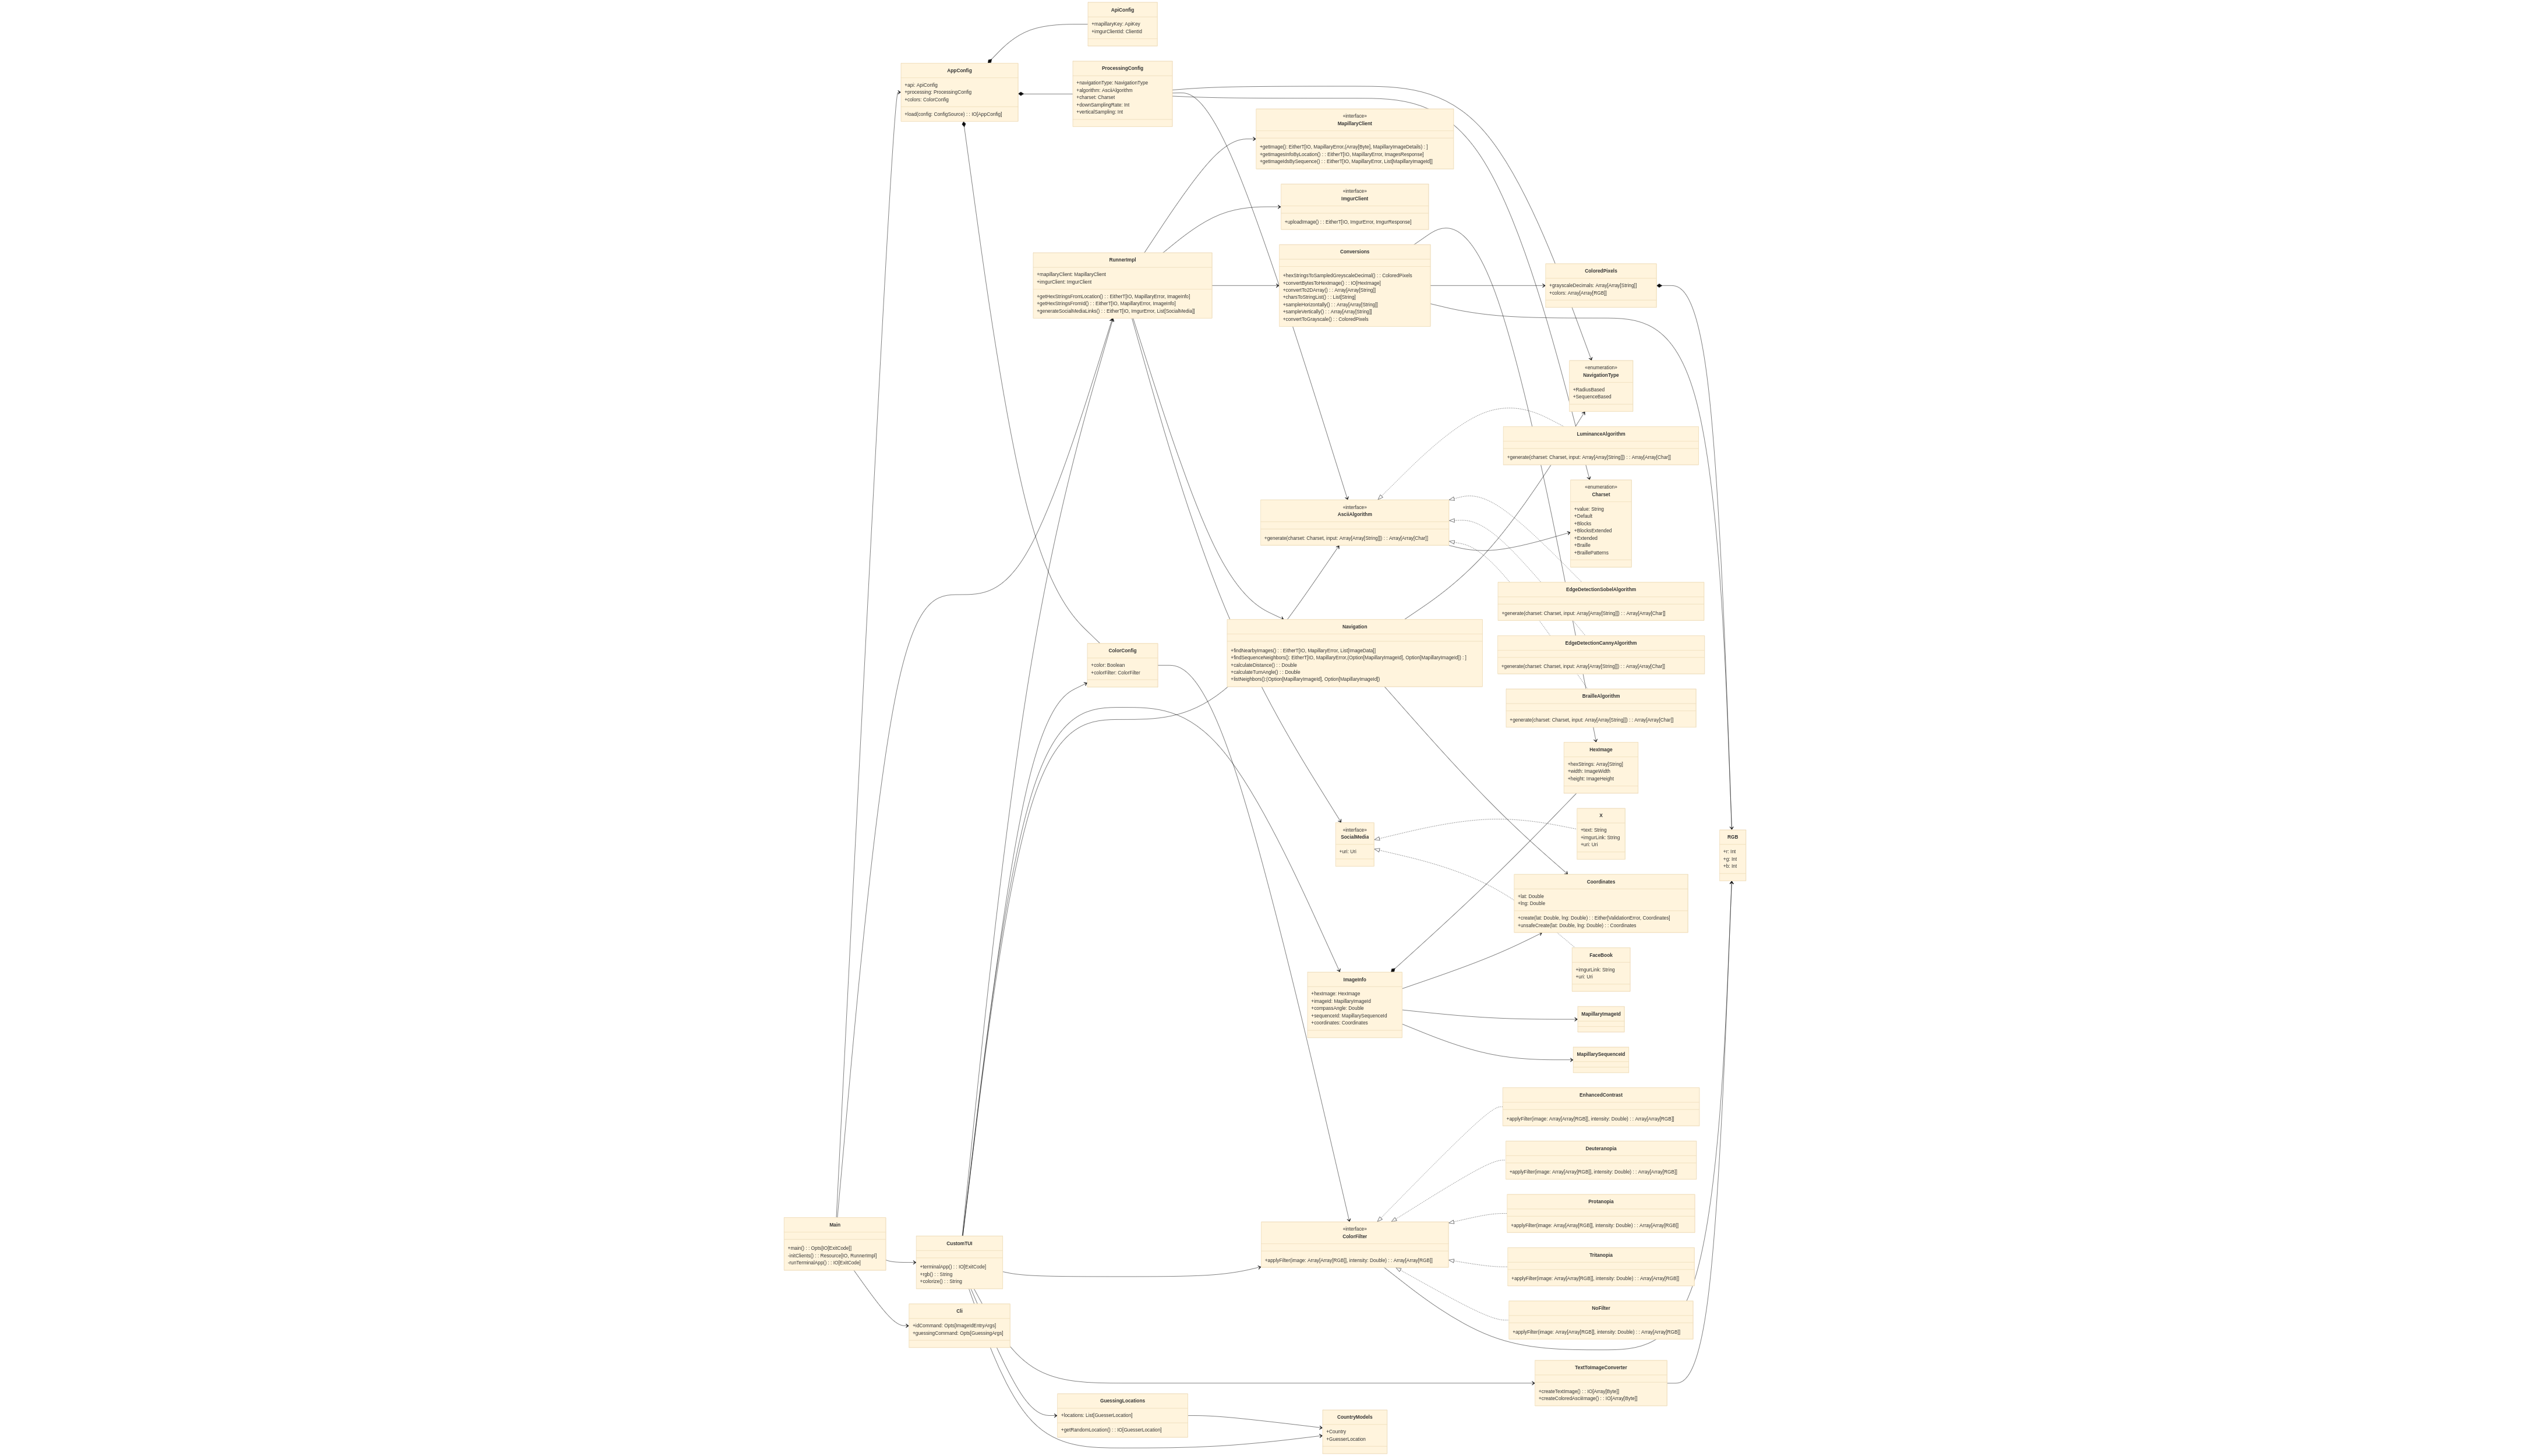 ApiConfig
+mapillaryKey: ApiKey
+imgurClientId: ClientId
AppConfig
+api: ApiConfig
+processing: ProcessingConfig
+colors: ColorConfig
+load(config: ConfigSource) : : IO[AppConfig]
ProcessingConfig
+navigationType: NavigationType
+algorithm: AsciiAlgorithm
+charset: Charset
+downSamplingRate: Int
+verticalSampling: Int
«interface»
MapillaryClient
+getImage(): EitherT[IO, MapillaryError,(Array[Byte], MapillaryImageDetails) : ]
+getImagesInfoByLocation() : : EitherT[IO, MapillaryError, ImagesResponse]
+getImageIdsBySequence() : : EitherT[IO, MapillaryError, List[MapillaryImageId]]
«interface»
ImgurClient
+uploadImage() : : EitherT[IO, ImgurError, ImgurResponse]
RunnerImpl
+mapillaryClient: MapillaryClient
+imgurClient: ImgurClient
+getHexStringsFromLocation() : : EitherT[IO, MapillaryError, ImageInfo]
+getHexStringsFromId() : : EitherT[IO, MapillaryError, ImageInfo]
+generateSocialMediaLinks() : : EitherT[IO, ImgurError, List[SocialMedia]]
Conversions
+hexStringsToSampledGreyscaleDecimal() : : ColoredPixels
+convertBytesToHexImage() : : IO[HexImage]
+convertTo2DArray() : : Array[Array[String]]
+charsToStringList() : : List[String]
+sampleHorizontally() : : Array[Array[String]]
+sampleVertically() : : Array[Array[String]]
+convertToGrayscale() : : ColoredPixels
ColoredPixels
+grayscaleDecimals: Array[Array[String]]
+colors: Array[Array[RGB]]
«enumeration»
NavigationType
+RadiusBased
+SequenceBased
LuminanceAlgorithm
+generate(charset: Charset, input: Array[Array[String]]) : : Array[Array[Char]]
«enumeration»
Charset
+value: String
+Default
+Blocks
+BlocksExtended
+Extended
+Braille
+BraillePatterns
«interface»
AsciiAlgorithm
+generate(charset: Charset, input: Array[Array[String]]) : : Array[Array[Char]]
EdgeDetectionSobelAlgorithm
+generate(charset: Charset, input: Array[Array[String]]) : : Array[Array[Char]]
EdgeDetectionCannyAlgorithm
+generate(charset: Charset, input: Array[Array[String]]) : : Array[Array[Char]]
BrailleAlgorithm
+generate(charset: Charset, input: Array[Array[String]]) : : Array[Array[Char]]
ColorConfig
+color: Boolean
+colorFilter: ColorFilter
Navigation
+findNearbyImages() : : EitherT[IO, MapillaryError, List[ImageData]]
+findSequenceNeighbors(): EitherT[IO, MapillaryError,(Option[MapillaryImageId], Option[MapillaryImageId]) : ]
+calculateDistance() : : Double
+calculateTurnAngle() : : Double
+listNeighbors():(Option[MapillaryImageId], Option[MapillaryImageId])
HexImage
+hexStrings: Array[String]
+width: ImageWidth
+height: ImageHeight
«interface»
SocialMedia
+uri: Uri
X
+text: String
+imgurLink: String
+uri: Uri
RGB
+r: Int
+g: Int
+b: Int
Coordinates
+lat: Double
+lng: Double
+create(lat: Double, lng: Double) : : Either[ValidationError, Coordinates]
+unsafeCreate(lat: Double, lng: Double) : : Coordinates
FaceBook
+imgurLink: String
+uri: Uri
ImageInfo
+hexImage: HexImage
+imageId: MapillaryImageId
+compassAngle: Double
+sequenceId: MapillarySequenceId
+coordinates: Coordinates
MapillaryImageId
MapillarySequenceId
EnhancedContrast
+applyFilter(image: Array[Array[RGB]], intensity: Double) : : Array[Array[RGB]]
Deuteranopia
+applyFilter(image: Array[Array[RGB]], intensity: Double) : : Array[Array[RGB]]
Protanopia
+applyFilter(image: Array[Array[RGB]], intensity: Double) : : Array[Array[RGB]]
Tritanopia
+applyFilter(image: Array[Array[RGB]], intensity: Double) : : Array[Array[RGB]]
NoFilter
+applyFilter(image: Array[Array[RGB]], intensity: Double) : : Array[Array[RGB]]
«interface»
ColorFilter
+applyFilter(image: Array[Array[RGB]], intensity: Double) : : Array[Array[RGB]]
Main
+main() : : Opts[IO[ExitCode]]
-initClients() : : Resource[IO, RunnerImpl]
-runTerminalApp() : : IO[ExitCode]
CustomTUI
+terminalApp() : : IO[ExitCode]
+rgb() : : String
+colorize() : : String
Cli
+idCommand: Opts[ImageIdEntryArgs]
+guessingCommand: Opts[GuessingArgs]
TextToImageConverter
+createTextImage() : : IO[Array[Byte]]
+createColoredAsciiImage() : : IO[Array[Byte]]
GuessingLocations
+locations: List[GuesserLocation]
+getRandomLocation() : : IO[GuesserLocation]
CountryModels
+Country
+GuesserLocation